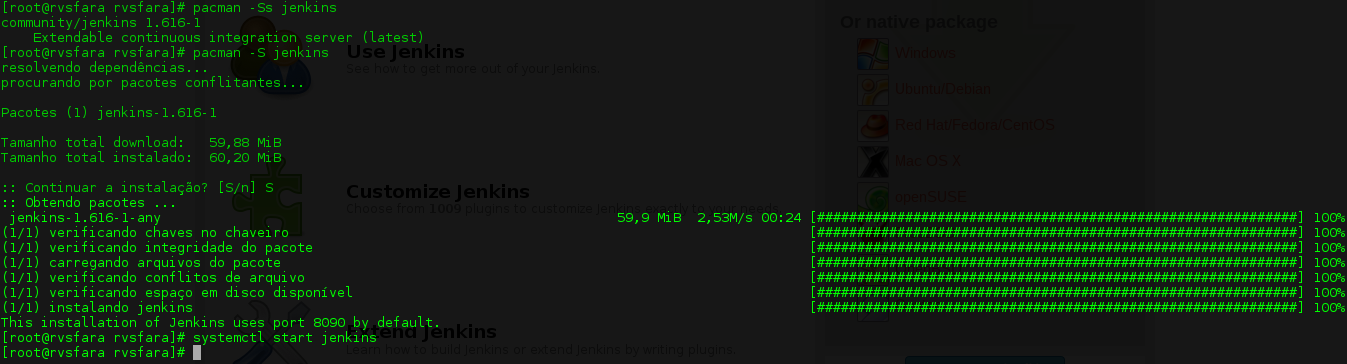 [root@rvsfara rvsfara]# pacman -Ss jenkins
community/jenkins 1.616-1
    Extendable continuous integration server (latest)
[root@rvsfara rvsfara]# pacman -S jenkins
resolvendo dependências...
procurando por pacotes conflitantes...
Pacotes (1) jenkins-1.616-1
Tamanho total download:   59,88 MiB
Tamanho total instalado:  60,20 MiB
:: Continuar a instalação? [S/n] S
:: Obtendo pacotes ...
 jenkins-1.616-1-any 59,9 MiB  2,53M/s 00:24 [############################################################] 100%
(1/1) verificando chaves no chaveiro [############################################################] 100%
(1/1) verificando integridade do pacote [############################################################] 100%
(1/1) carregando arquivos do pacote [############################################################] 100%
(1/1) verificando conflitos de arquivo [############################################################] 100%
(1/1) verificando espaço em disco disponível [############################################################] 100%
(1/1) instalando jenkins [############################################################] 100%
This installation of Jenkins uses port 8090 by default.
[root@rvsfara rvsfara]# systemctl start jenkins
[root@rvsfara rvsfara]#
Use Jenkins
See how to get more out of your Jenkins.
Customize Jenkins
Choose from 1009 plugins to customize Jenkins exactly to your needs.
Extend Jenkins
Learn how to build Jenkins or extend Jenkins by writing plugins.
Or native package
Windows
Ubuntu/Debian
Red Hat/Fedora/CentOS
Mac OS X
openSUSE